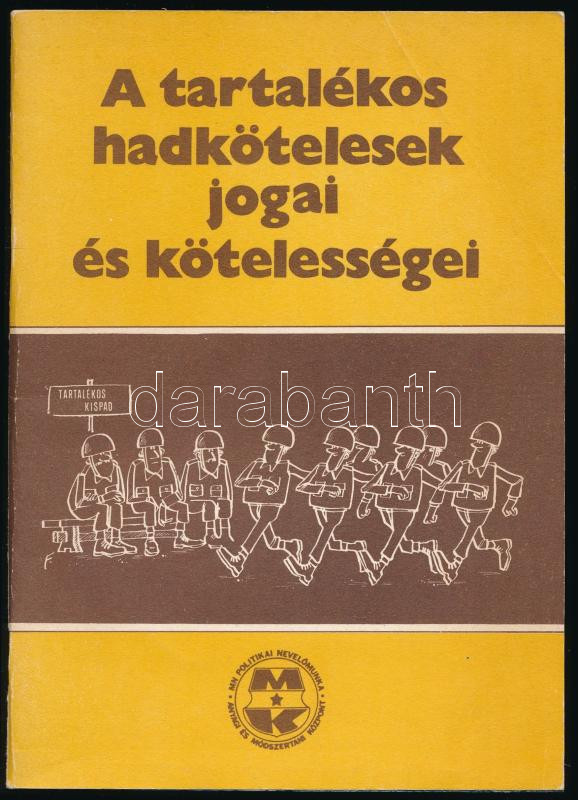 A tartalékos
hadkötelesek
jogai
és kötelességei
TARTALÉKOS
KISPAD
darabanth
MN POLITIKAI NEVELŐMUNKA
ANYAG ÉS MÓDSZERTANI KÖZPONT
M
K